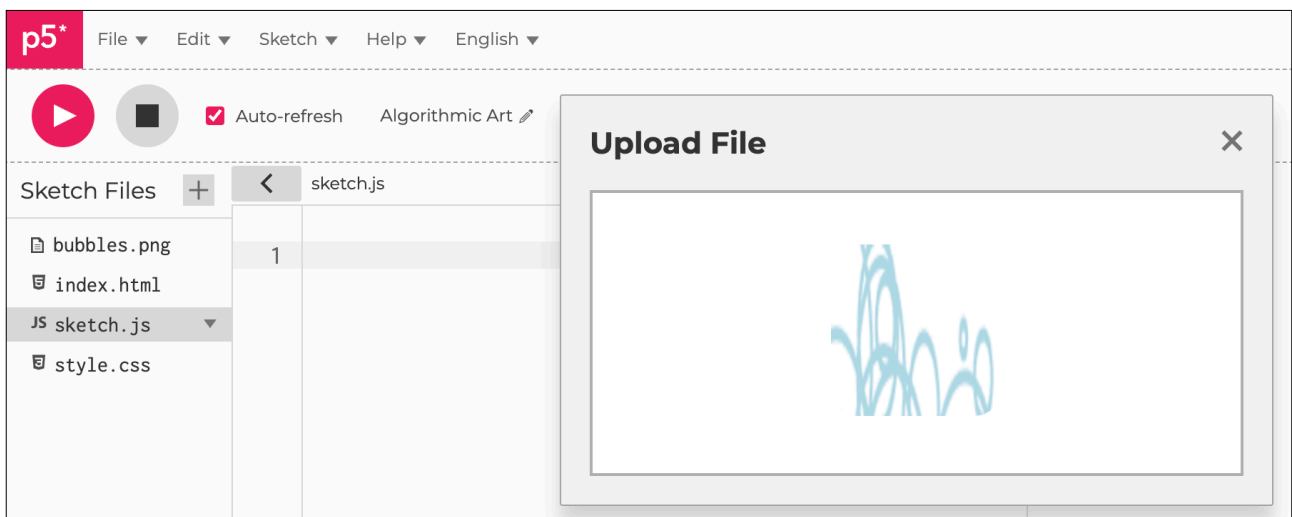 p5* File Edit Sketch Help English
Auto-refresh Algorithmic Art
Upload File
Sketch Files
sketch.js
bubbles.png
1
index.html
JS sketch.js
style.css